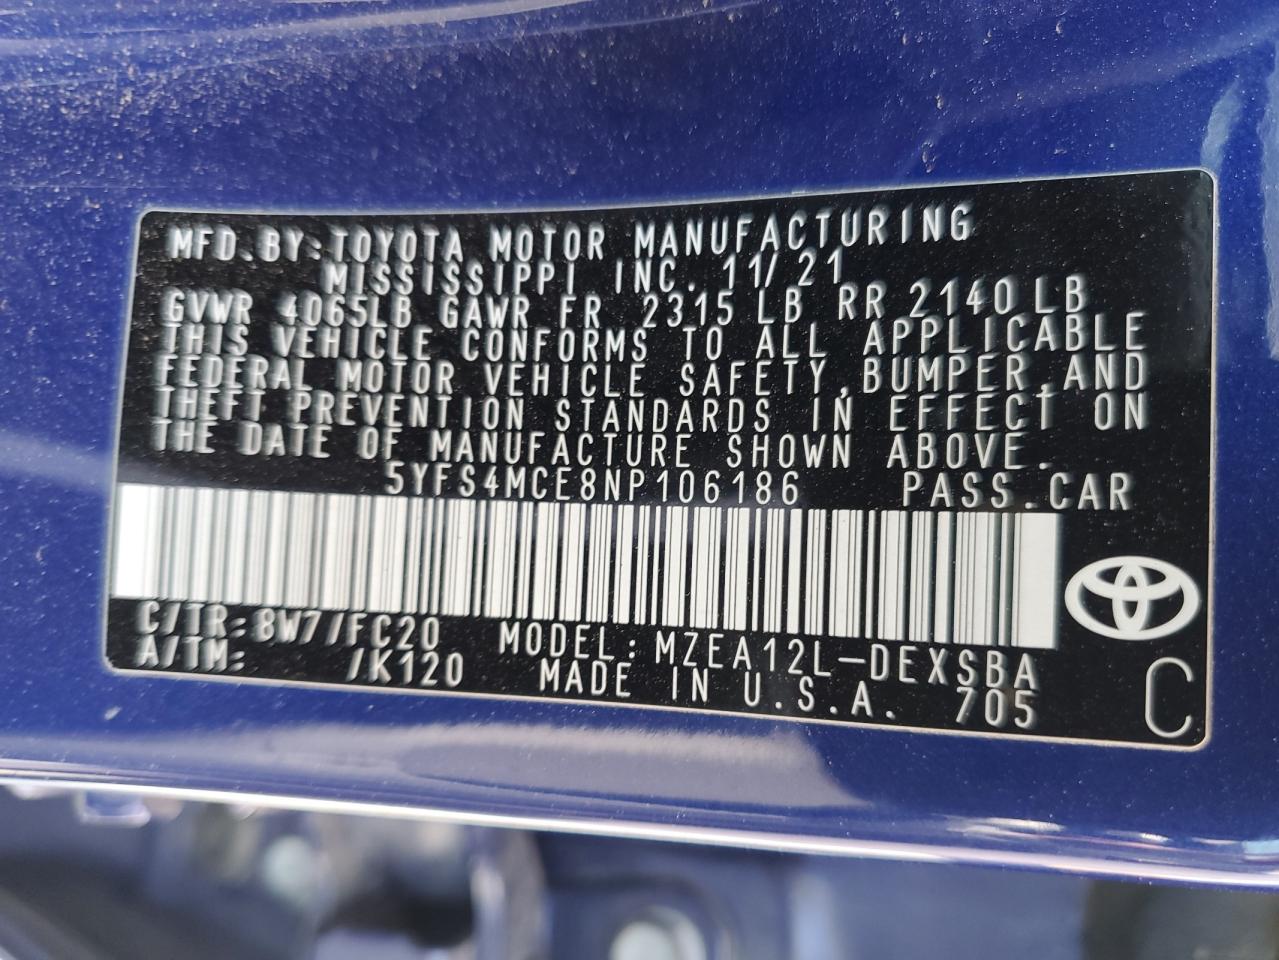 MFD.BY:TOYOTA MOTOR MANUFACTURING
MISSISSIPPI INC. 11/21
GVWR 4065LB GAWR FR 2315 LB RR 2140 LB
THIS VEHICLE CONFORMS TO ALL APPLICABLE
FEDERAL MOTOR VEHICLE SAFETY,BUMPER,AND
THEFT PREVENTION STANDARDS IN EFFECT ON
THE DATE OF MANUFACTURE SHOWN ABOVE.
5YFS4MCE8NP106186 PASS.CAR
C/TR:8W7/FC20 MODEL:MZEA12L-DEXSBA
A/TM: /K120 MADE IN U.S.A. 705
C